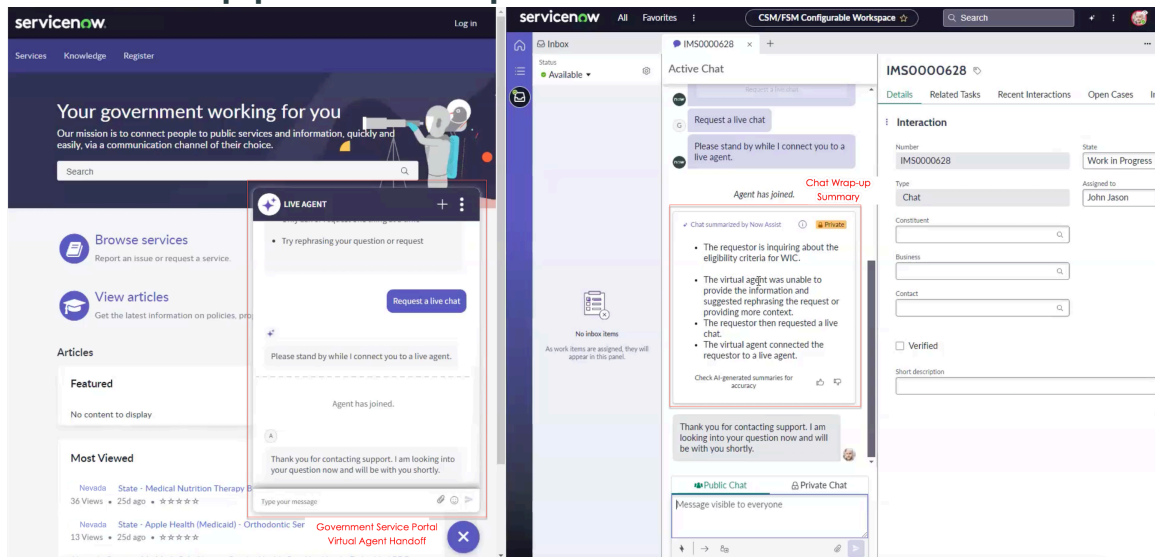 servicenow.
Log in
Services Knowledge Register
Your government working for you
Our mission is to connect people to public services and information, quickly and
easily, via a communication channel of their choice.
Search
Browse services
Report an issue or request a service.
View articles
Get the latest information on policies,
Articles
Featured
No content to display
Most Viewed
Nevada State - Medical Nutrition Therapy
36 Views • 25d ago •
Nevada State - Apple Health (Medicaid) - Orthodontic Ser
13 Views • 25d ago •
LIVE AGENT
• Try rephrasing your question or request
Request a live chat
Please stand by while I connect you to a live agent.
Agent has joined.
A
Thank you for contacting support. I am looking into
your question now and will be with you shortly.
Type your message
Government Service Portal
Virtual Agent Handoff
servicenow All Favorites
CSM/FSM Configurable Workspace
Search
Inbox
Status
Available
No inbox items
As work items are assigned, they will
appear in this panel.
IMS0000628
Active Chat
Request a live chat
now
G
Request a live chat
Please stand by while I connect you to a
live agent.
now
Agent has joined.
Chat Wrap-up
Summary
Chat summarized by Now Assist
Private
• The requestor is inquiring about the
eligibility criteria for WIC.
• The virtual agent was unable to
provide the information and
suggested rephrasing the request or
providing more context.
• The requestor then requested a live
chat.
• The virtual agent connected the
requestor to a live agent.
Check AI-generated summaries for
accuracy
Thank you for contacting support. I am
looking into your question now and will
be with you shortly.
Public Chat
Private Chat
Message visible to everyone
IMS0000628
Details Related Tasks Recent Interactions Open Cases
Interaction
Number
IMS0000628
State
Work in Progress
Type
Chat
Assigned to
John Jason
Constituent
Business
Contact
Verified
Short description